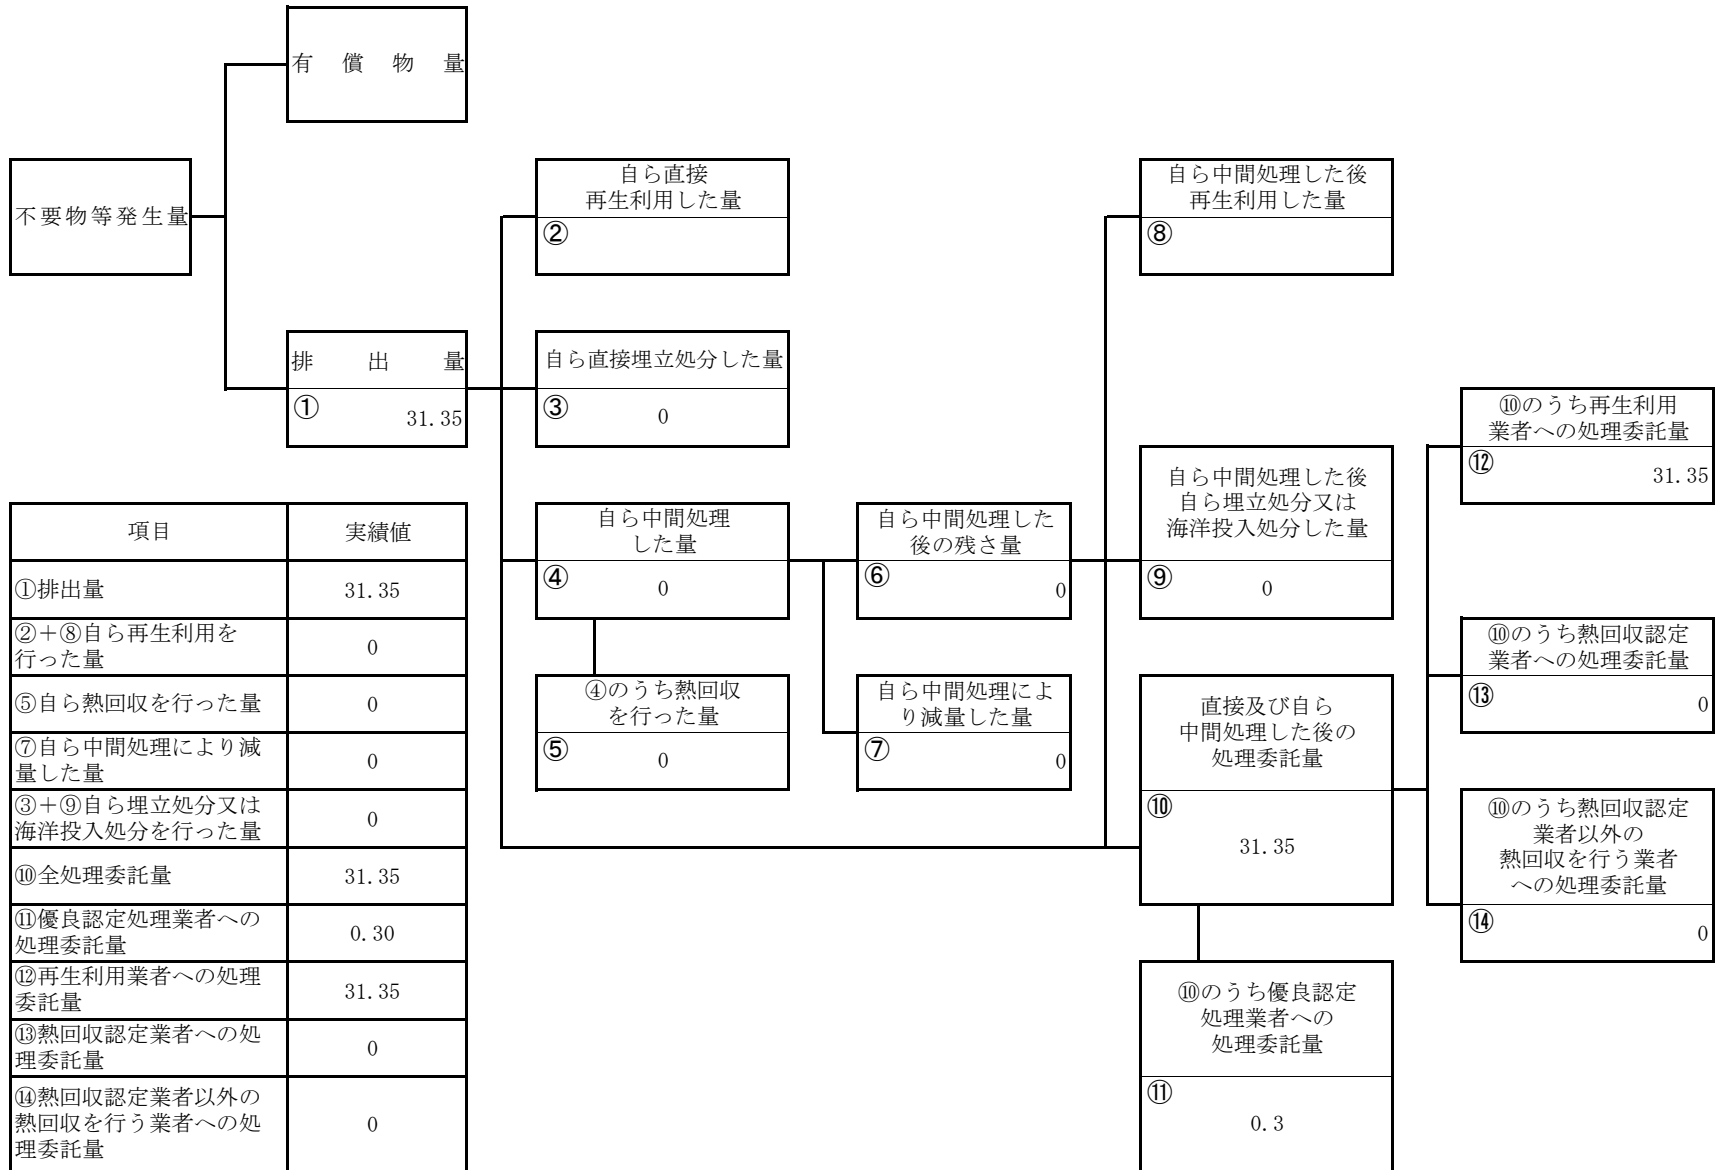 有償物量
不要物等発生量
自ら直接
再生利用した量
②
自ら中間処理した後
再生利用した量
⑧
排出量
①
31.35
自ら直接埋立処分した量
③
0
⑩のうち再生利用
業者への処理委託量
⑫
31.35
自ら中間処理した後
自ら埋立処分又は
海洋投入処分した量
⑨
0
自ら中間処理
した量
④
0
自ら中間処理した
後の残さ量
⑥
0
⑩のうち熱回収認定
業者への処理委託量
⑬
0
④のうち熱回収
を行った量
⑤
0
自ら中間処理によ
り減量した量
⑦
0
直接及び自ら
中間処理した後の
処理委託量
⑩
31.35
⑩のうち熱回収認定
業者以外の
熱回収を行う業者
への処理委託量
⑭
0
⑩のうち優良認定
処理業者への
処理委託量
⑪
0.3
項目 実績値
①排出量 31.35
②＋⑧自ら再生利用を
行った量
0
⑤自ら熱回収を行った量 0
⑦自ら中間処理により減
量した量
0
③＋⑨自ら埋立処分又は
海洋投入処分を行った量
0
⑩全処理委託量 31.35
⑪優良認定処理業者への
処理委託量
0.30
⑫再生利用業者への処理
委託量
31.35
⑬熱回収認定業者への処
理委託量
0
⑭熱回収認定業者以外の
熱回収を行う業者への処
理委託量
0